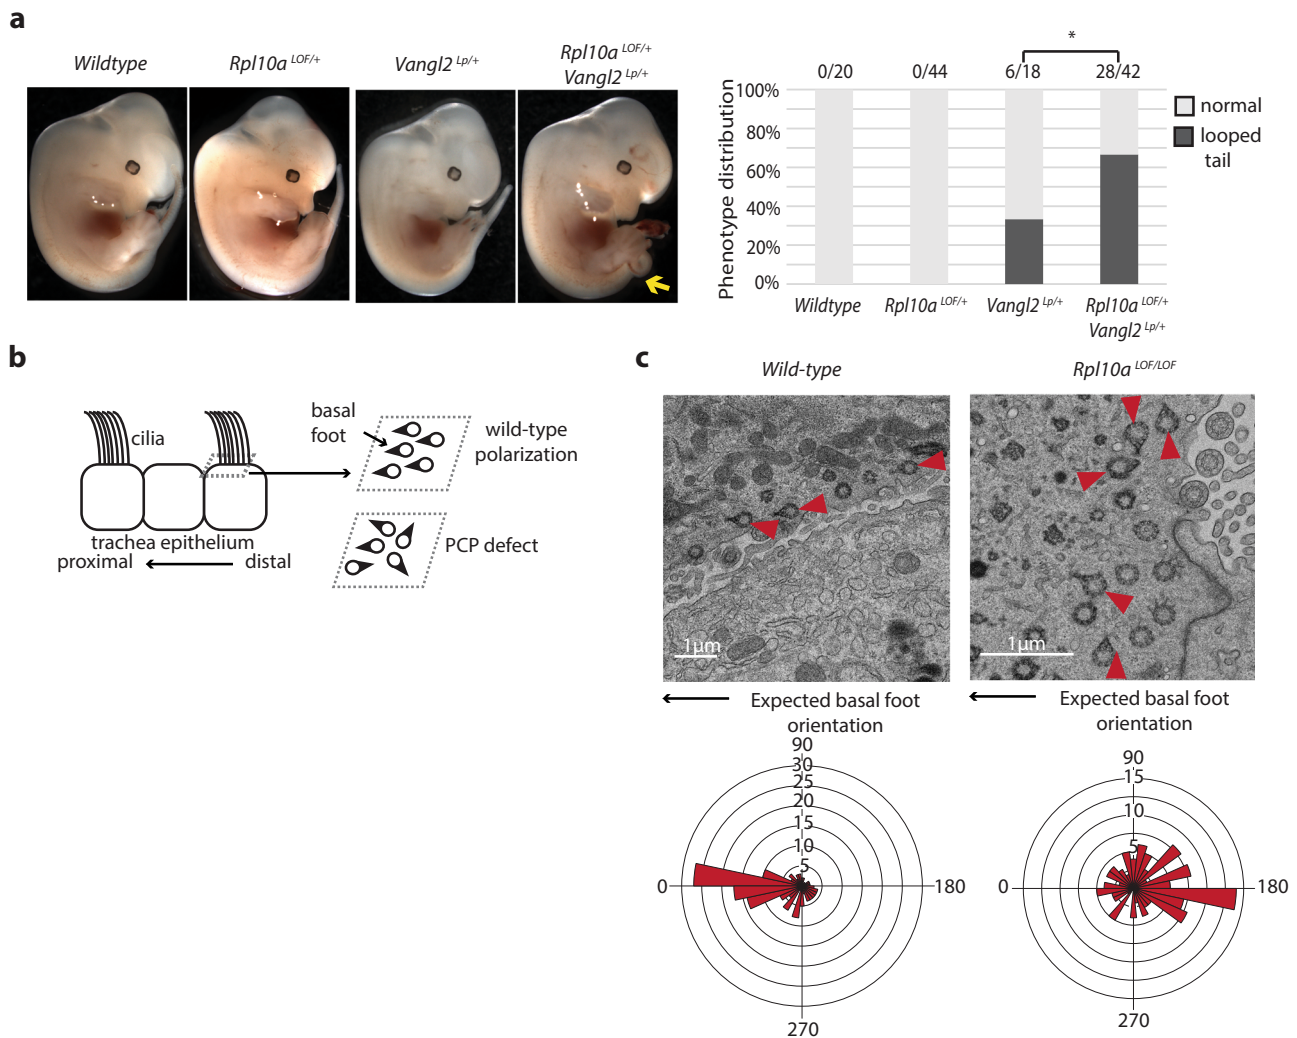 a
Wildtype
Rpl10a LOF/+
Vangl2 Lp/+
Rpl10a LOF/+
Vangl2 Lp/+
*
0/20
0/44
6/18
28/42
100%
80%
60%
40%
20%
0%
Phenotype distribution
normal
looped
tail
Wildtype
Rpl10a LOF/+
Vangl2 Lp/+
Rpl10a LOF/+
Vangl2 Lp/+
b
cilia
basal
foot
wild-type
polarization
PCP defect
trachea epithelium
proximal
distal
c
Wild-type
Rpl10a LOF/LOF
1µm
1µm
Expected basal foot
orientation
Expected basal foot
orientation
90
30
25
20
15
10
5
0
180
270
90
15
10
5
0
180
270